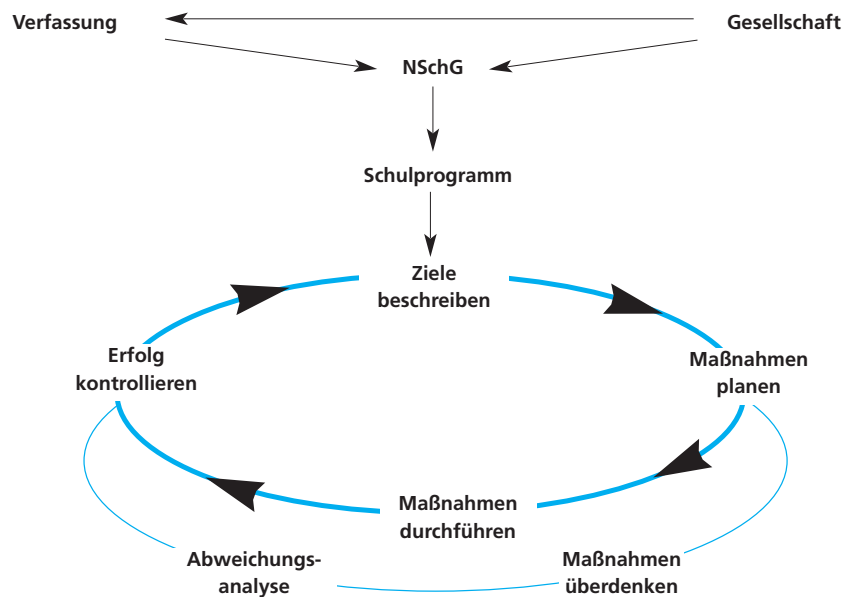 Verfassung
Gesellschaft
NSchG
Schulprogramm
Ziele
beschreiben
Erfolg
kontrollieren
Maßnahmen
planen
Maßnahmen
durchführen
Abweichungs-
analyse
Maßnahmen
überdenken